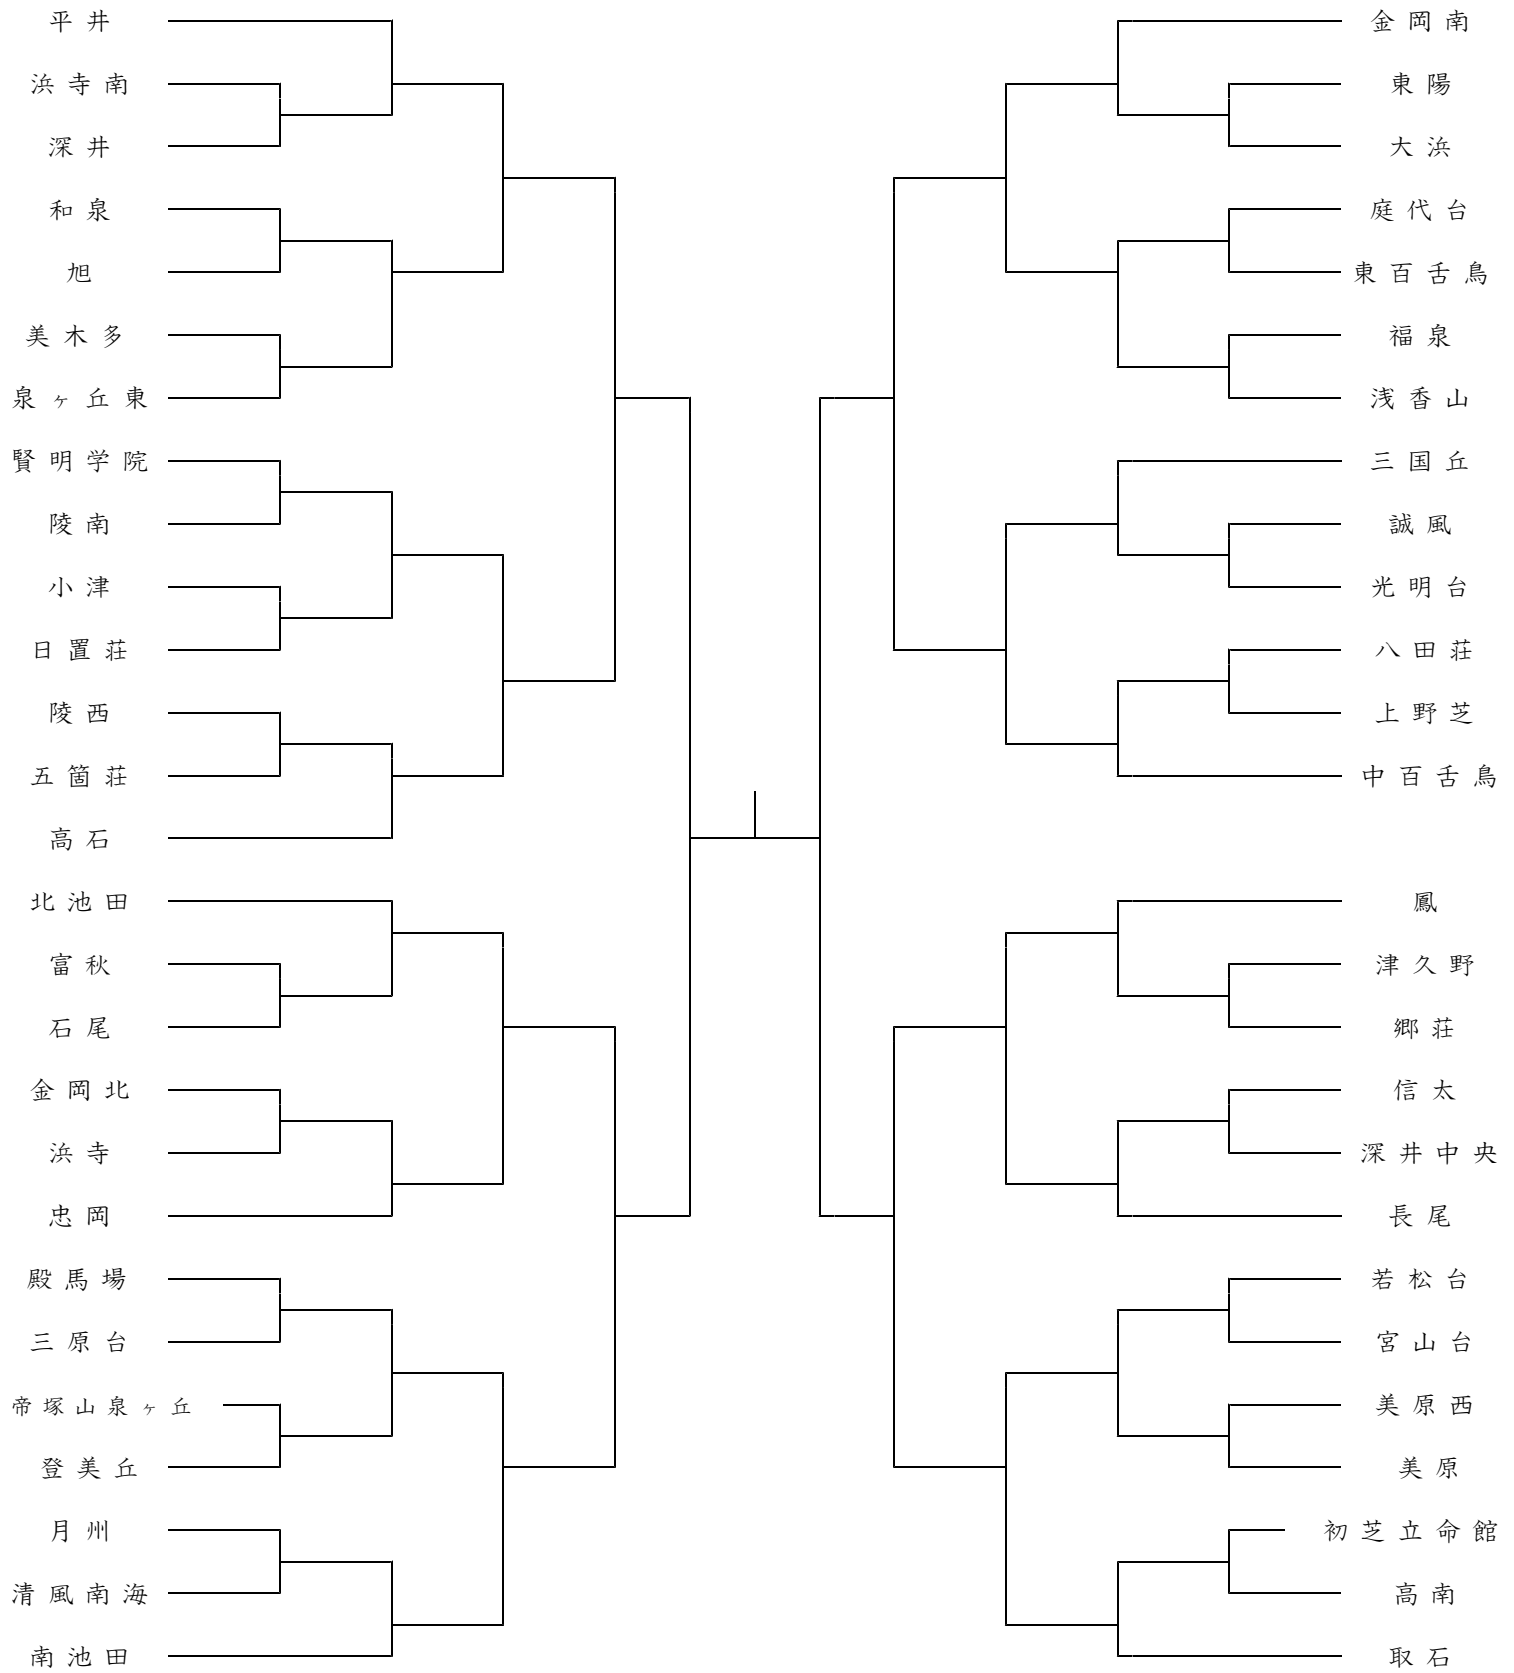 平井
浜寺南
深井
和泉
旭
美木多
泉ヶ丘東
賢明学院
陵南
小津
日置荘
陵西
五箇荘
高石
北池田
富秋
石尾
金岡北
浜寺
忠岡
殿馬場
三原台
帝塚山泉ヶ丘
登美丘
月州
清風南海
南池田
金岡南
東陽
大浜
庭代台
東百舌鳥
福泉
浅香山
三国丘
誠風
光明台
八田荘
上野芝
中百舌鳥
鳳
津久野
郷荘
信太
深井中央
長尾
若松台
宮山台
美原西
美原
初芝立命館
高南
取石